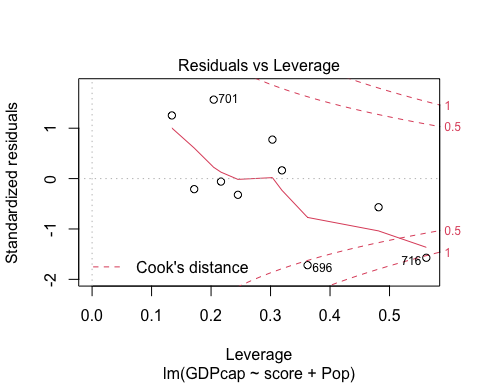 Residuals vs Leverage
Standardized residuals
1
0
-1
-2
701
696
716
1
0.5
0.5
1
Cook's distance
0.0 0.1 0.2 0.3 0.4 0.5
Leverage
lm(GDPcap ~ score + Pop)